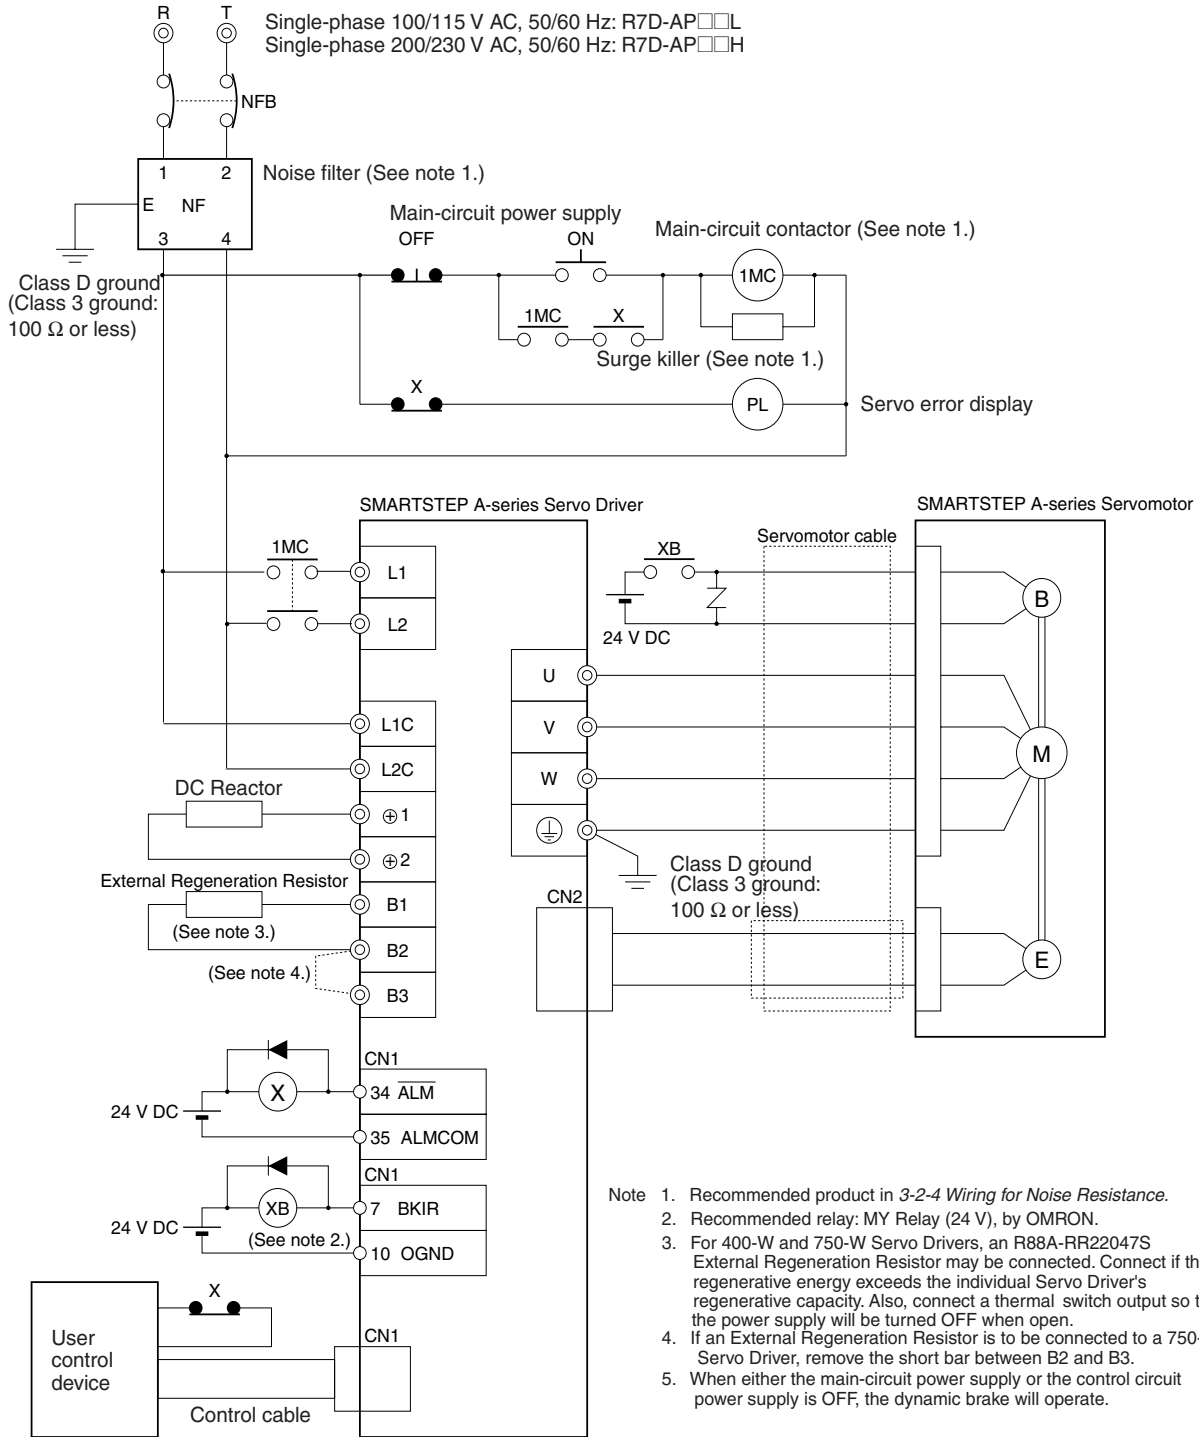 R T
Single-phase 100/115 V AC, 50/60 Hz: R7D-AP□□L
Single-phase 200/230 V AC, 50/60 Hz: R7D-AP□□H
NFB
1 2
Noise filter (See note 1.)
E NF
3 4
Main-circuit power supply
OFF ON
Main-circuit contactor (See note 1.)
Class D ground
(Class 3 ground:
100 Ω or less)
1MC
1MC X
Surge killer (See note 1.)
X
PL
Servo error display
SMARTSTEP A-series Servo Driver
SMARTSTEP A-series Servomotor
Servomotor cable
1MC
XB
L1
B
L2
24 V DC
U
L1C
V
M
L2C
W
DC Reactor
⊕1
⊕2
Class D ground
(Class 3 ground:
100 Ω or less)
External Regeneration Resistor
B1
CN2
(See note 3.)
B2
(See note 4.)
E
B3
CN1
X
34 ALM
24 V DC
35 ALMCOM
CN1
XB
7 BKIR
24 V DC
(See note 2.)
10 OGND
X
User
control
device
CN1
Control cable
Note 1. Recommended product in 3-2-4 Wiring for Noise Resistance.
2. Recommended relay: MY Relay (24 V), by OMRON.
3. For 400-W and 750-W Servo Drivers, an R88A-RR22047S
External Regeneration Resistor may be connected. Connect if
regenerative energy exceeds the individual Servo Driver's
regenerative capacity. Also, connect a thermal switch output so
the power supply will be turned OFF when open.
4. If an External Regeneration Resistor is to be connected to a 750-
Servo Driver, remove the short bar between B2 and B3.
5. When either the main-circuit power supply or the control circuit
power supply is OFF, the dynamic brake will operate.